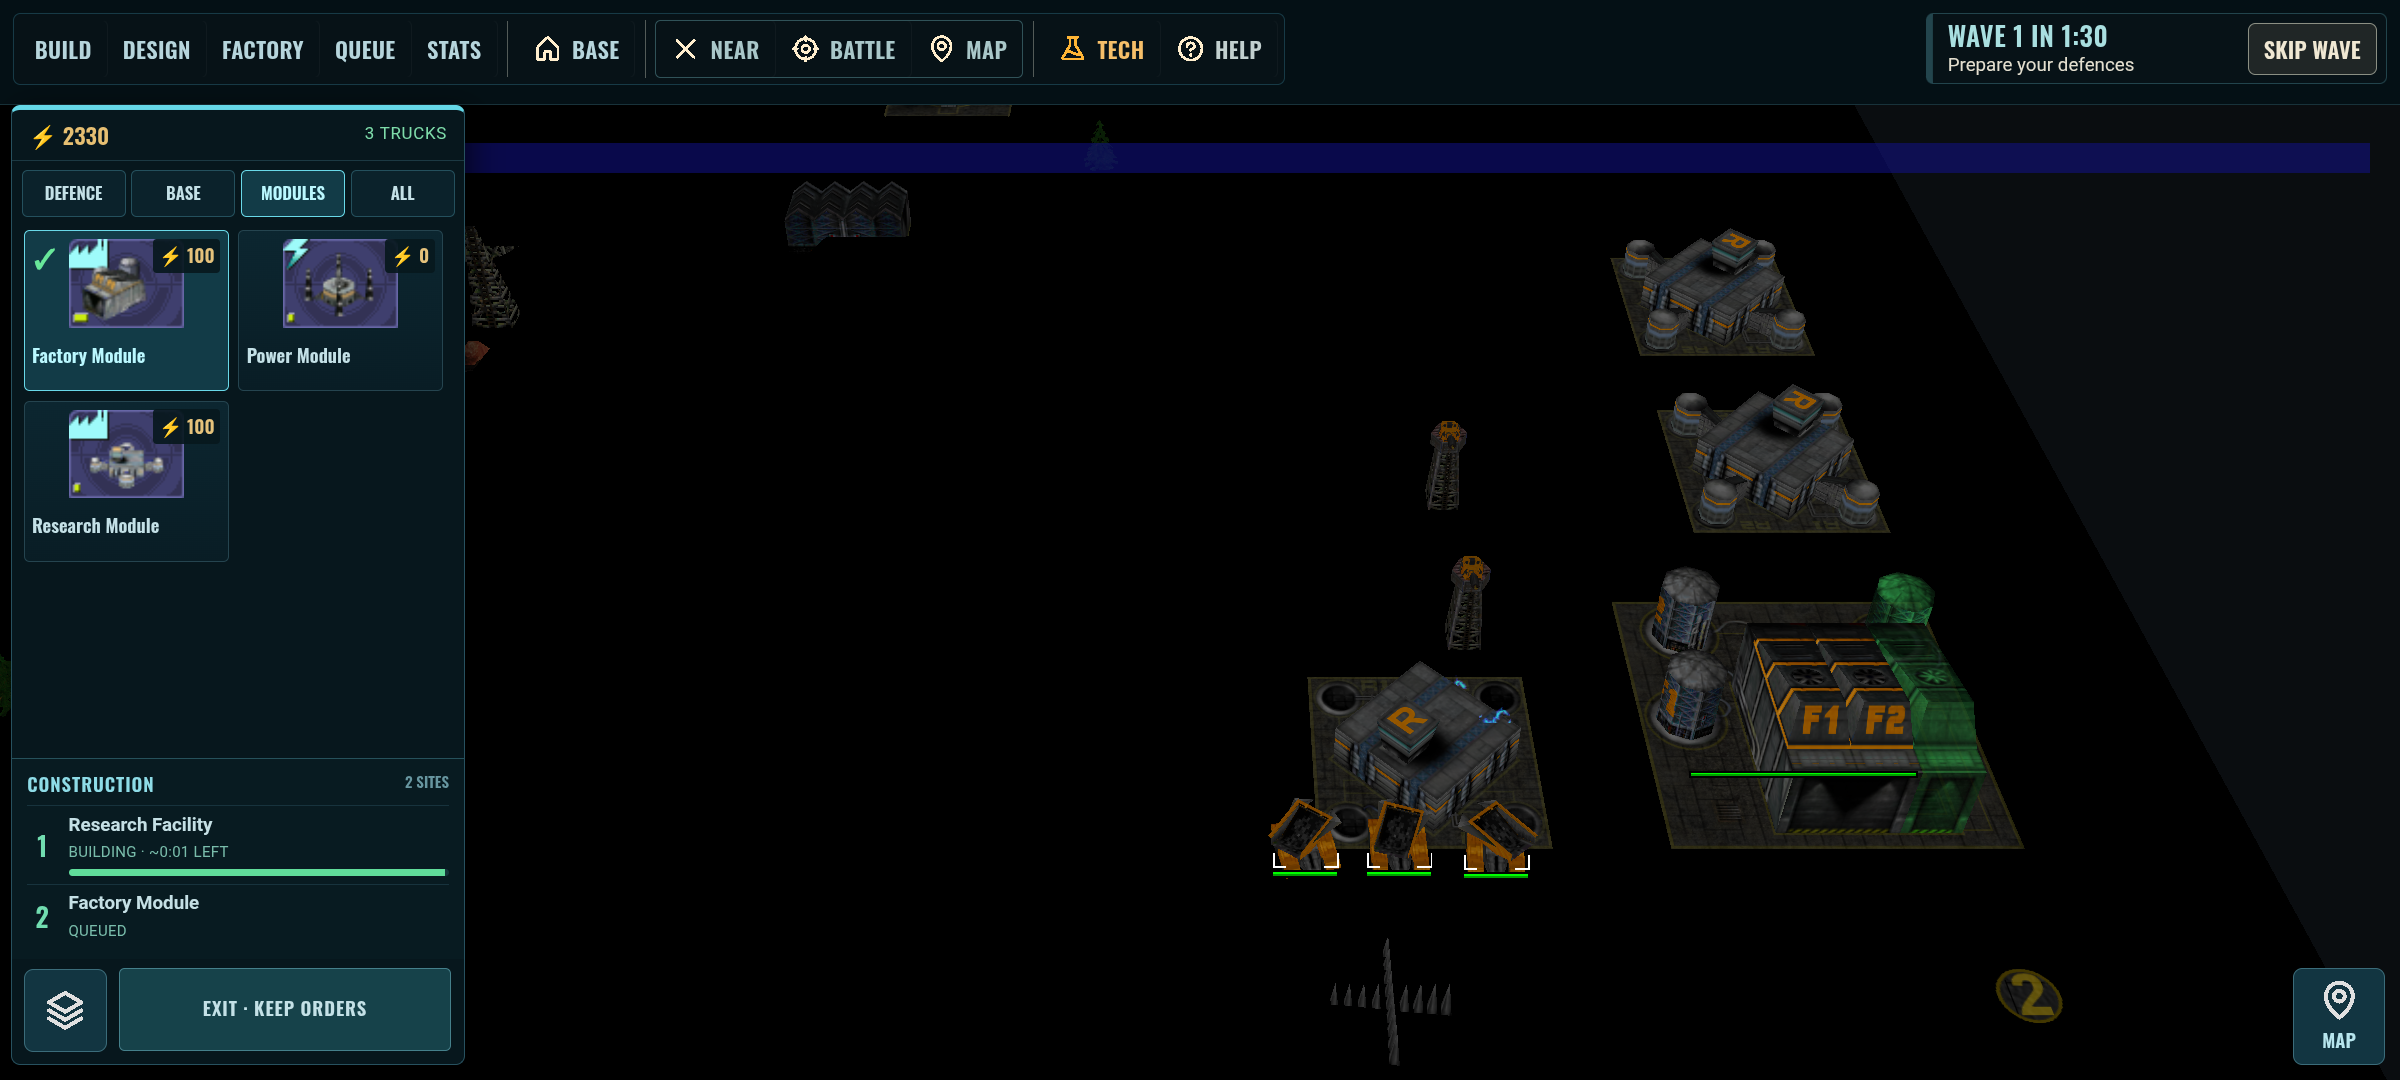 BUILD DESIGN FACTORY QUEUE STATS BASE NEAR BATTLE MAP TECH HELP
WAVE 1 IN 1:30
Prepare your defences
SKIP WAVE
2330
3 TRUCKS
DEFENCE BASE MODULES ALL
100
Factory Module
0
Power Module
100
Research Module
CONSTRUCTION
2 SITES
1
Research Facility
BUILDING · ~0:01 LEFT
2
Factory Module
QUEUED
EXIT · KEEP ORDERS
R
R
R
F1 F2
1
2
MAP